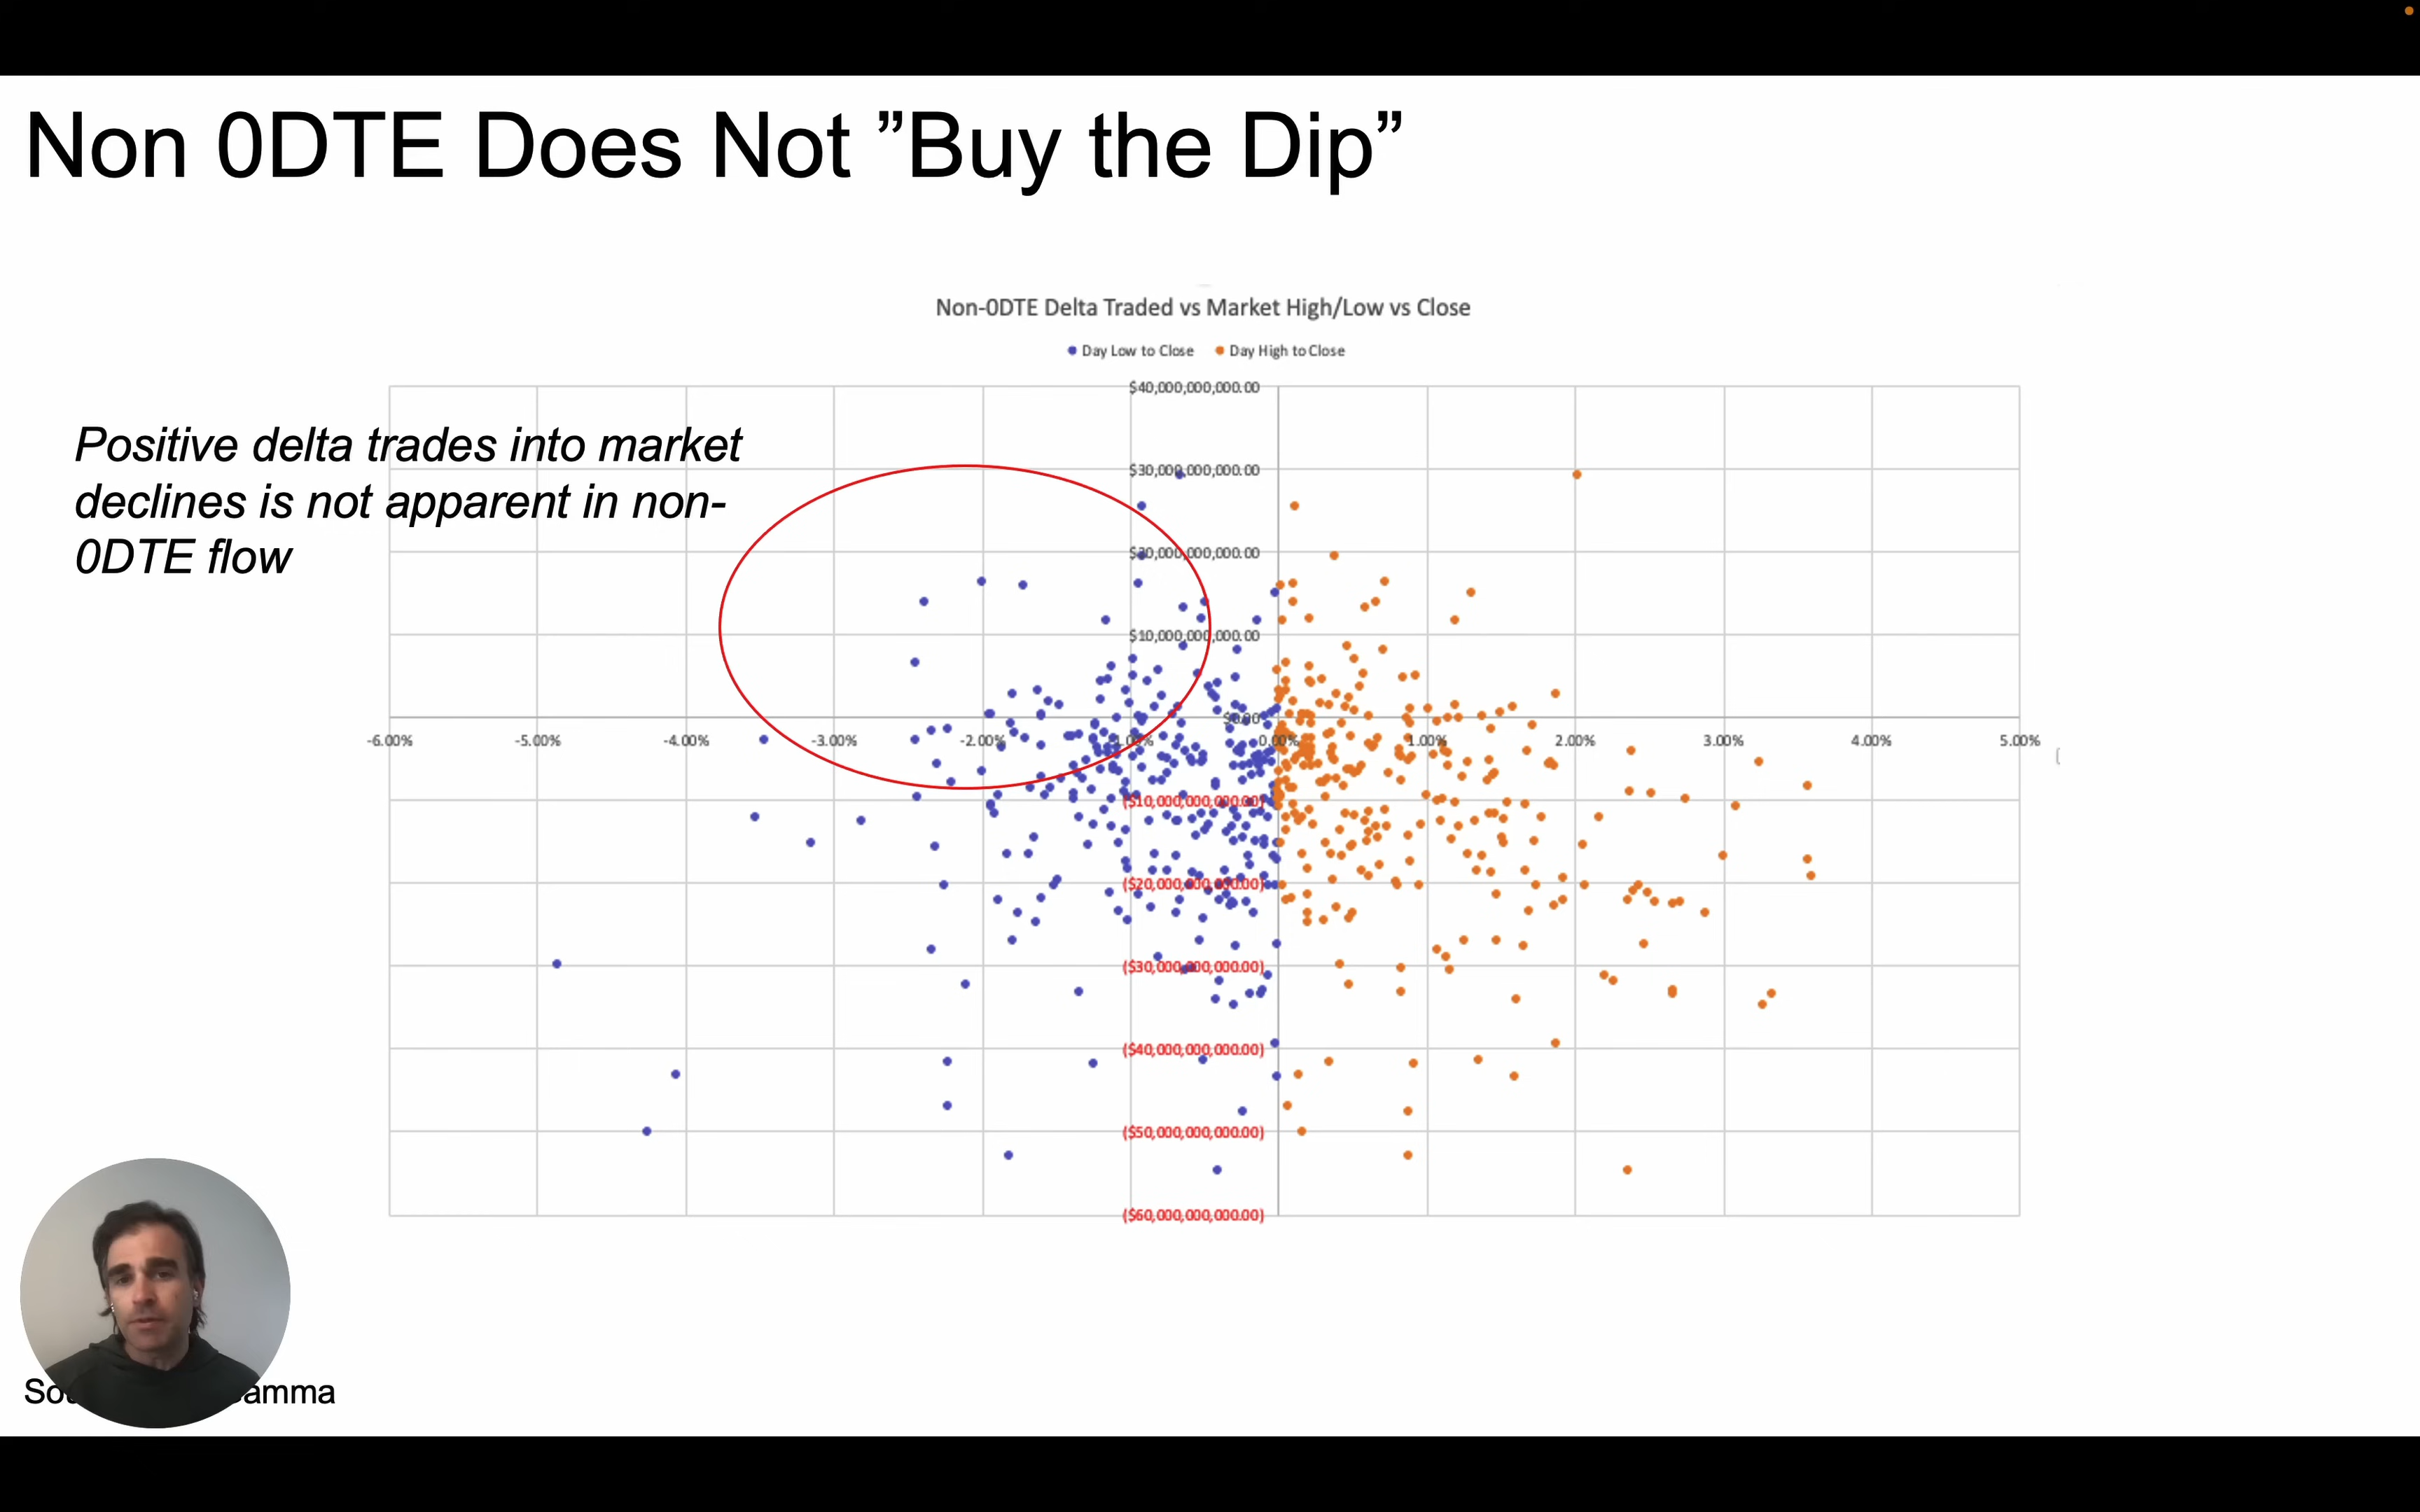 Non 0DTE Does Not ”Buy the Dip”
Non-0DTE Delta Traded vs Market High/Low vs Close
Day Low to Close Day High to Close
Positive delta trades into market
declines is not apparent in non-
0DTE flow
$40,000,000,000.00
$30,000,000,000.00
$20,000,000,000.00
$10,000,000,000.00
$0.00
-6.00% -5.00% -4.00% -3.00% -2.00% -1.00% 0.00% 1.00% 2.00% 3.00% 4.00% 5.00%
($10,000,000,000.00)
($20,000,000,000.00)
($30,000,000,000.00)
($40,000,000,000.00)
($50,000,000,000.00)
($60,000,000,000.00)